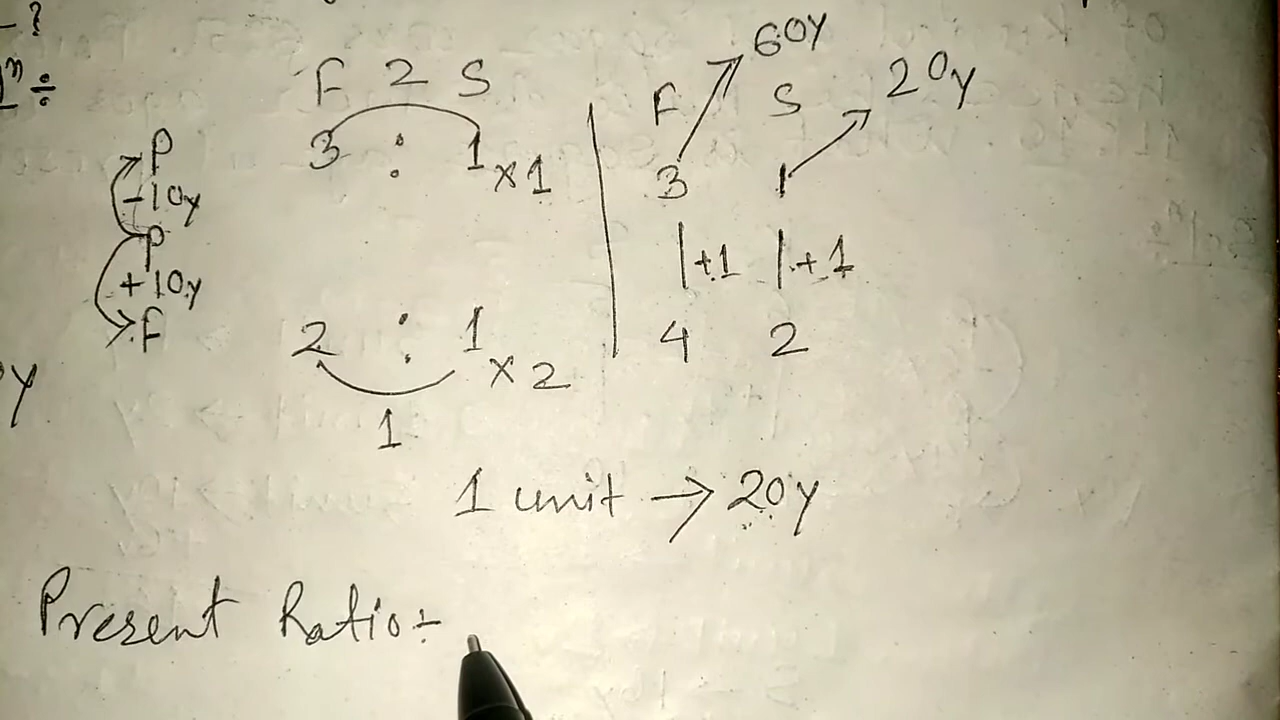 ?
3 ÷
F 2 S
3 : 1 x 1
P
-10y
P
+10y
F
2 : 1 x 2
1
y
60y
20y
F S
3 1
+1 +1
4 2
1 unit → 20y
Present Ratio:-